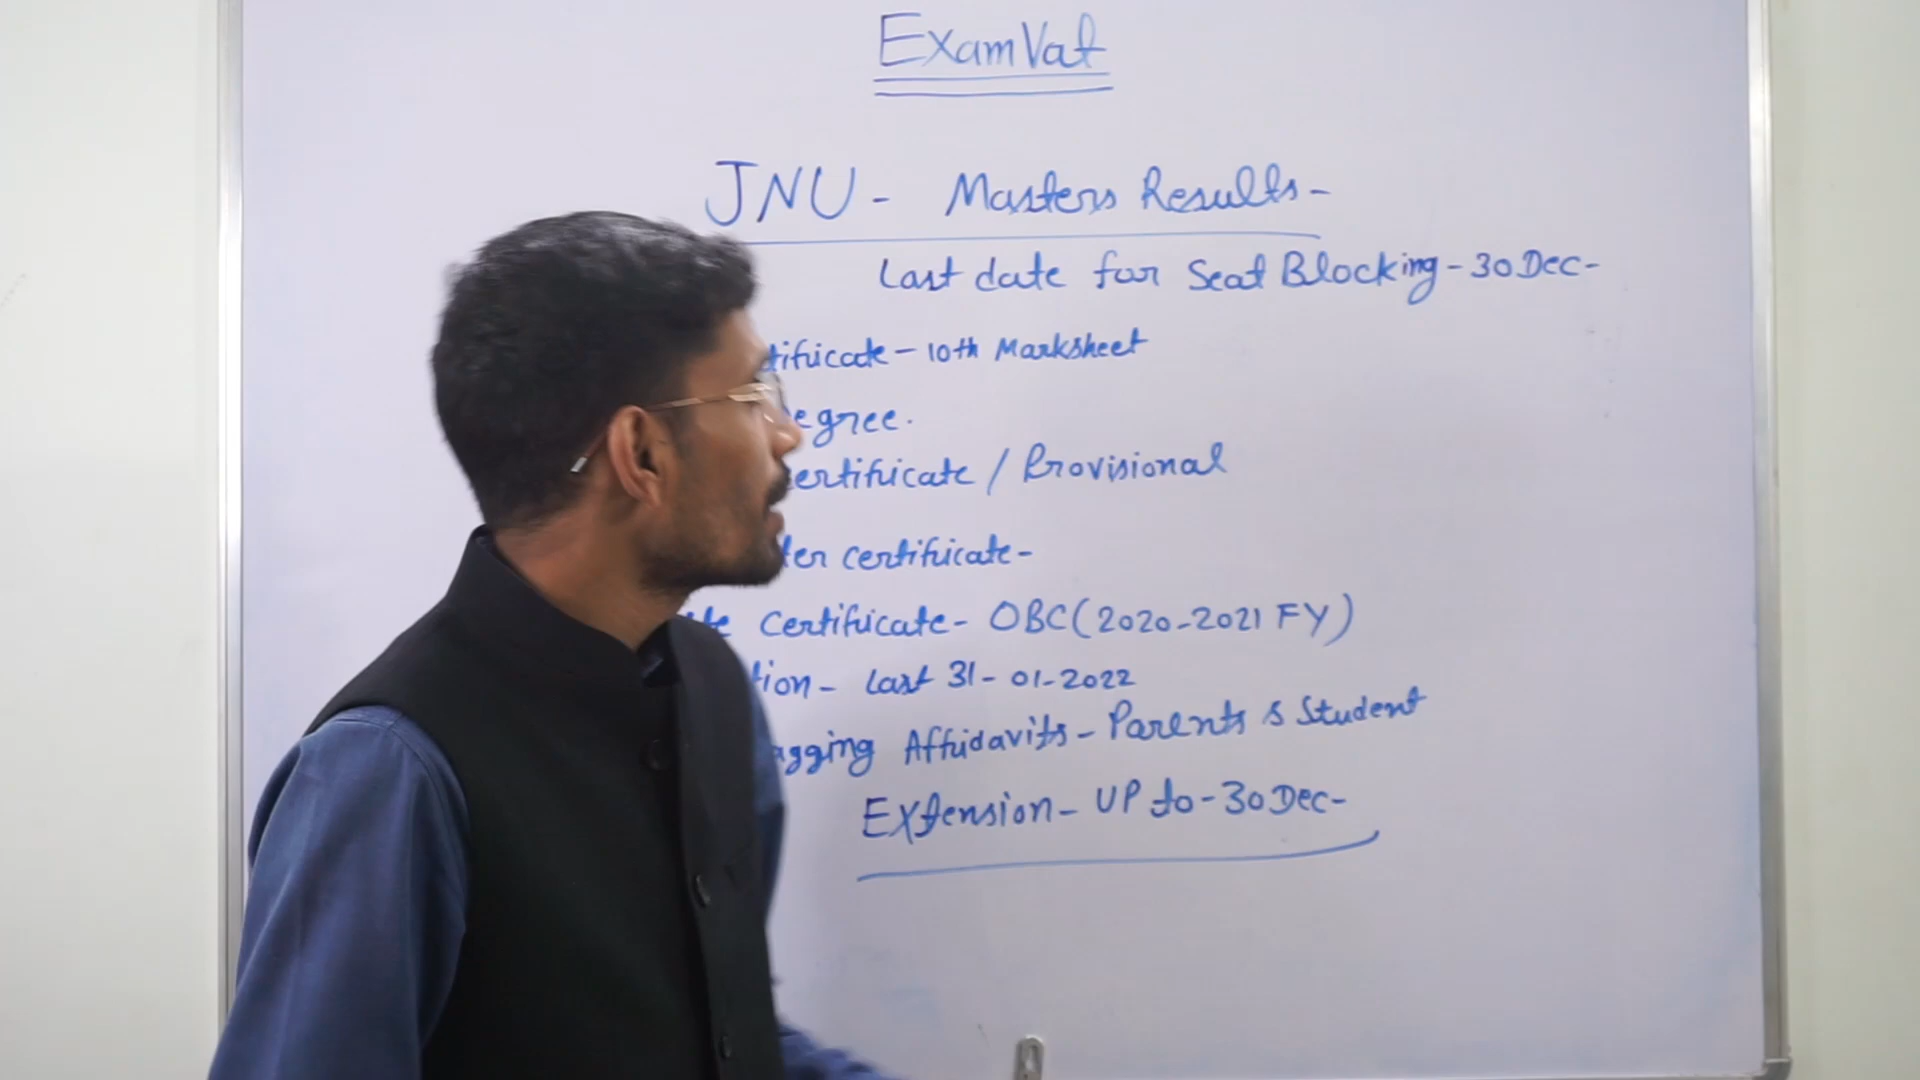 ExamVat
JNU - Masters Results -
Last date for Seat Blocking - 30 Dec -
tificate - 10th Marksheet
egree.
ertificate / Provisional
certificate -
Certificate - OBC (2020-2021 FY)
tion - Last 31-01-2022
agging Affidavits - Parents & Student
Extension - UP to - 30 Dec -